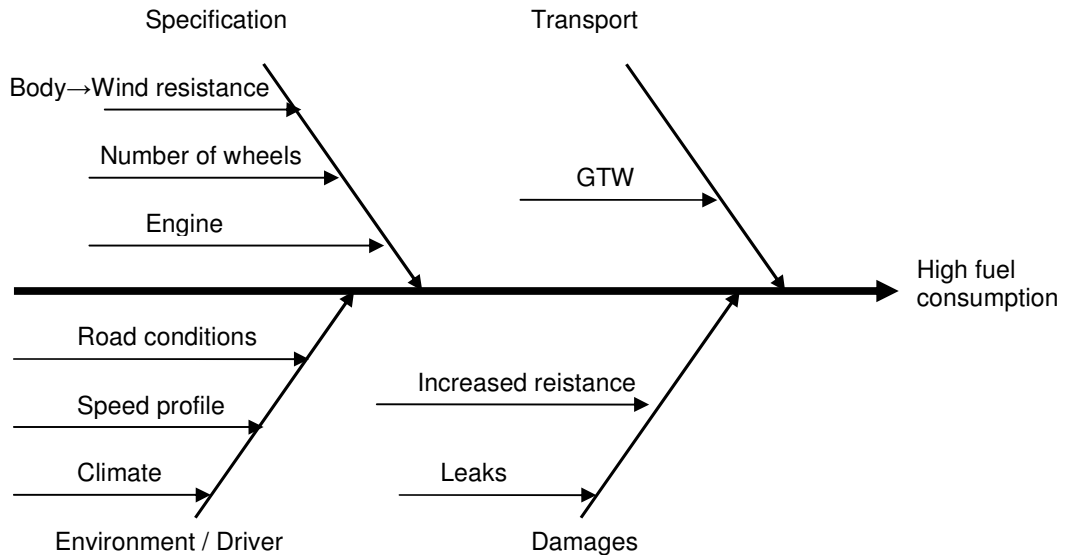 Specification
Transport
Body→Wind resistance
Number of wheels
GTW
Engine
High fuel
consumption
Road conditions
Increased reistance
Speed profile
Climate
Leaks
Environment / Driver
Damages